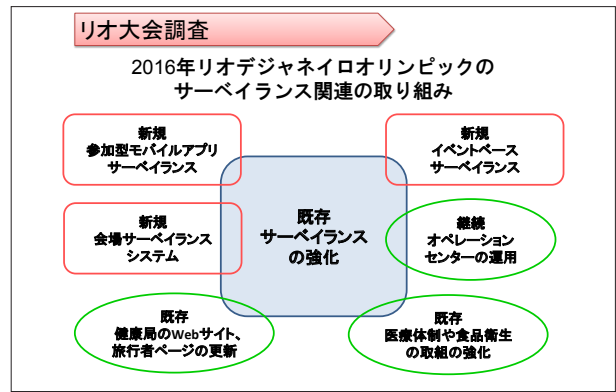 リオ大会調査
2016年リオデジャネイロオリンピックの
サーベイランス関連の取り組み
新規
参加型モバイルアプリ
サーベイランス
新規
イベントベース
サーベイランス
既存
サーベイランス
の強化
新規
会場サーベイランス
システム
継続
オペレーション
センターの運用
既存
健康局のWebサイト、
旅行者ページの更新
既存
医療体制や食品衛生
の取組の強化